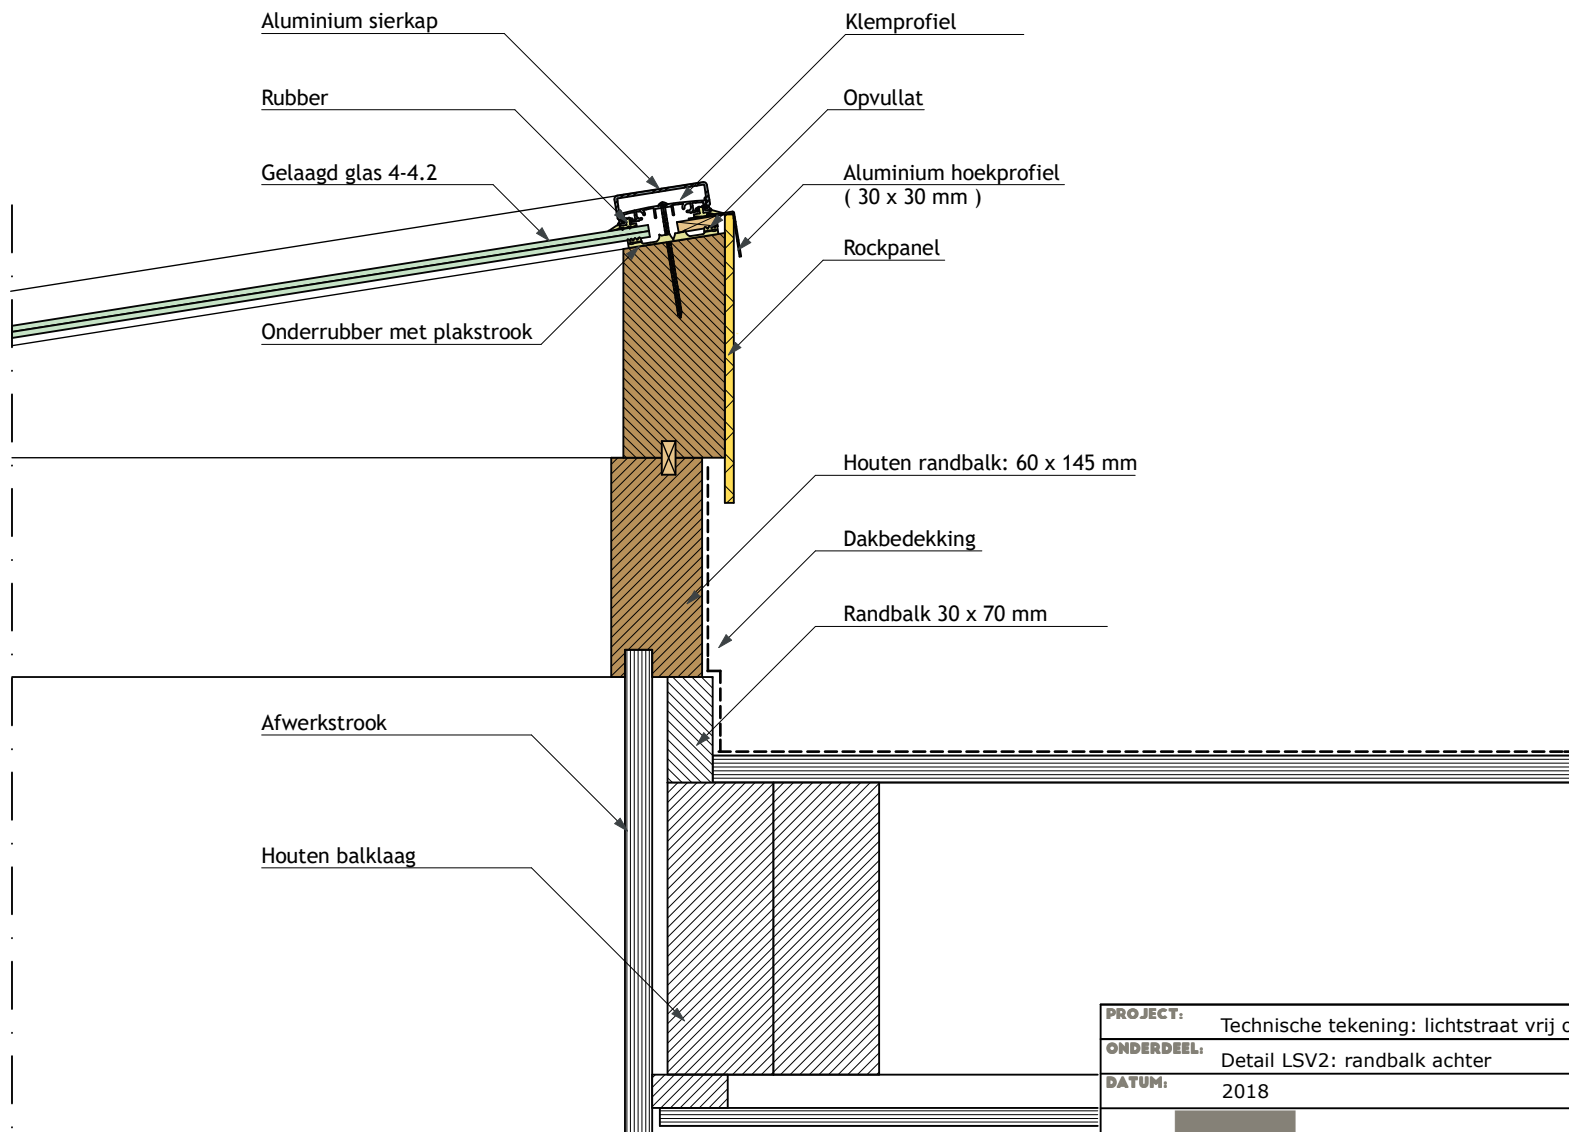 Aluminium sierkap
Klemprofiel
Rubber
Opvullat
Gelaagd glas 4-4.2
Aluminium hoekprofiel
( 30 x 30 mm )
Rockpanel
Onderrubber met plakstrook
Houten randbalk: 60 x 145 mm
Dakbedekking
Randbalk 30 x 70 mm
Afwerkstrook
Houten balklaag
PROJECT: Technische tekening: lichtstraat vrij
ONDERDEEL: Detail LSV2: randbalk achter
DATUM: 2018